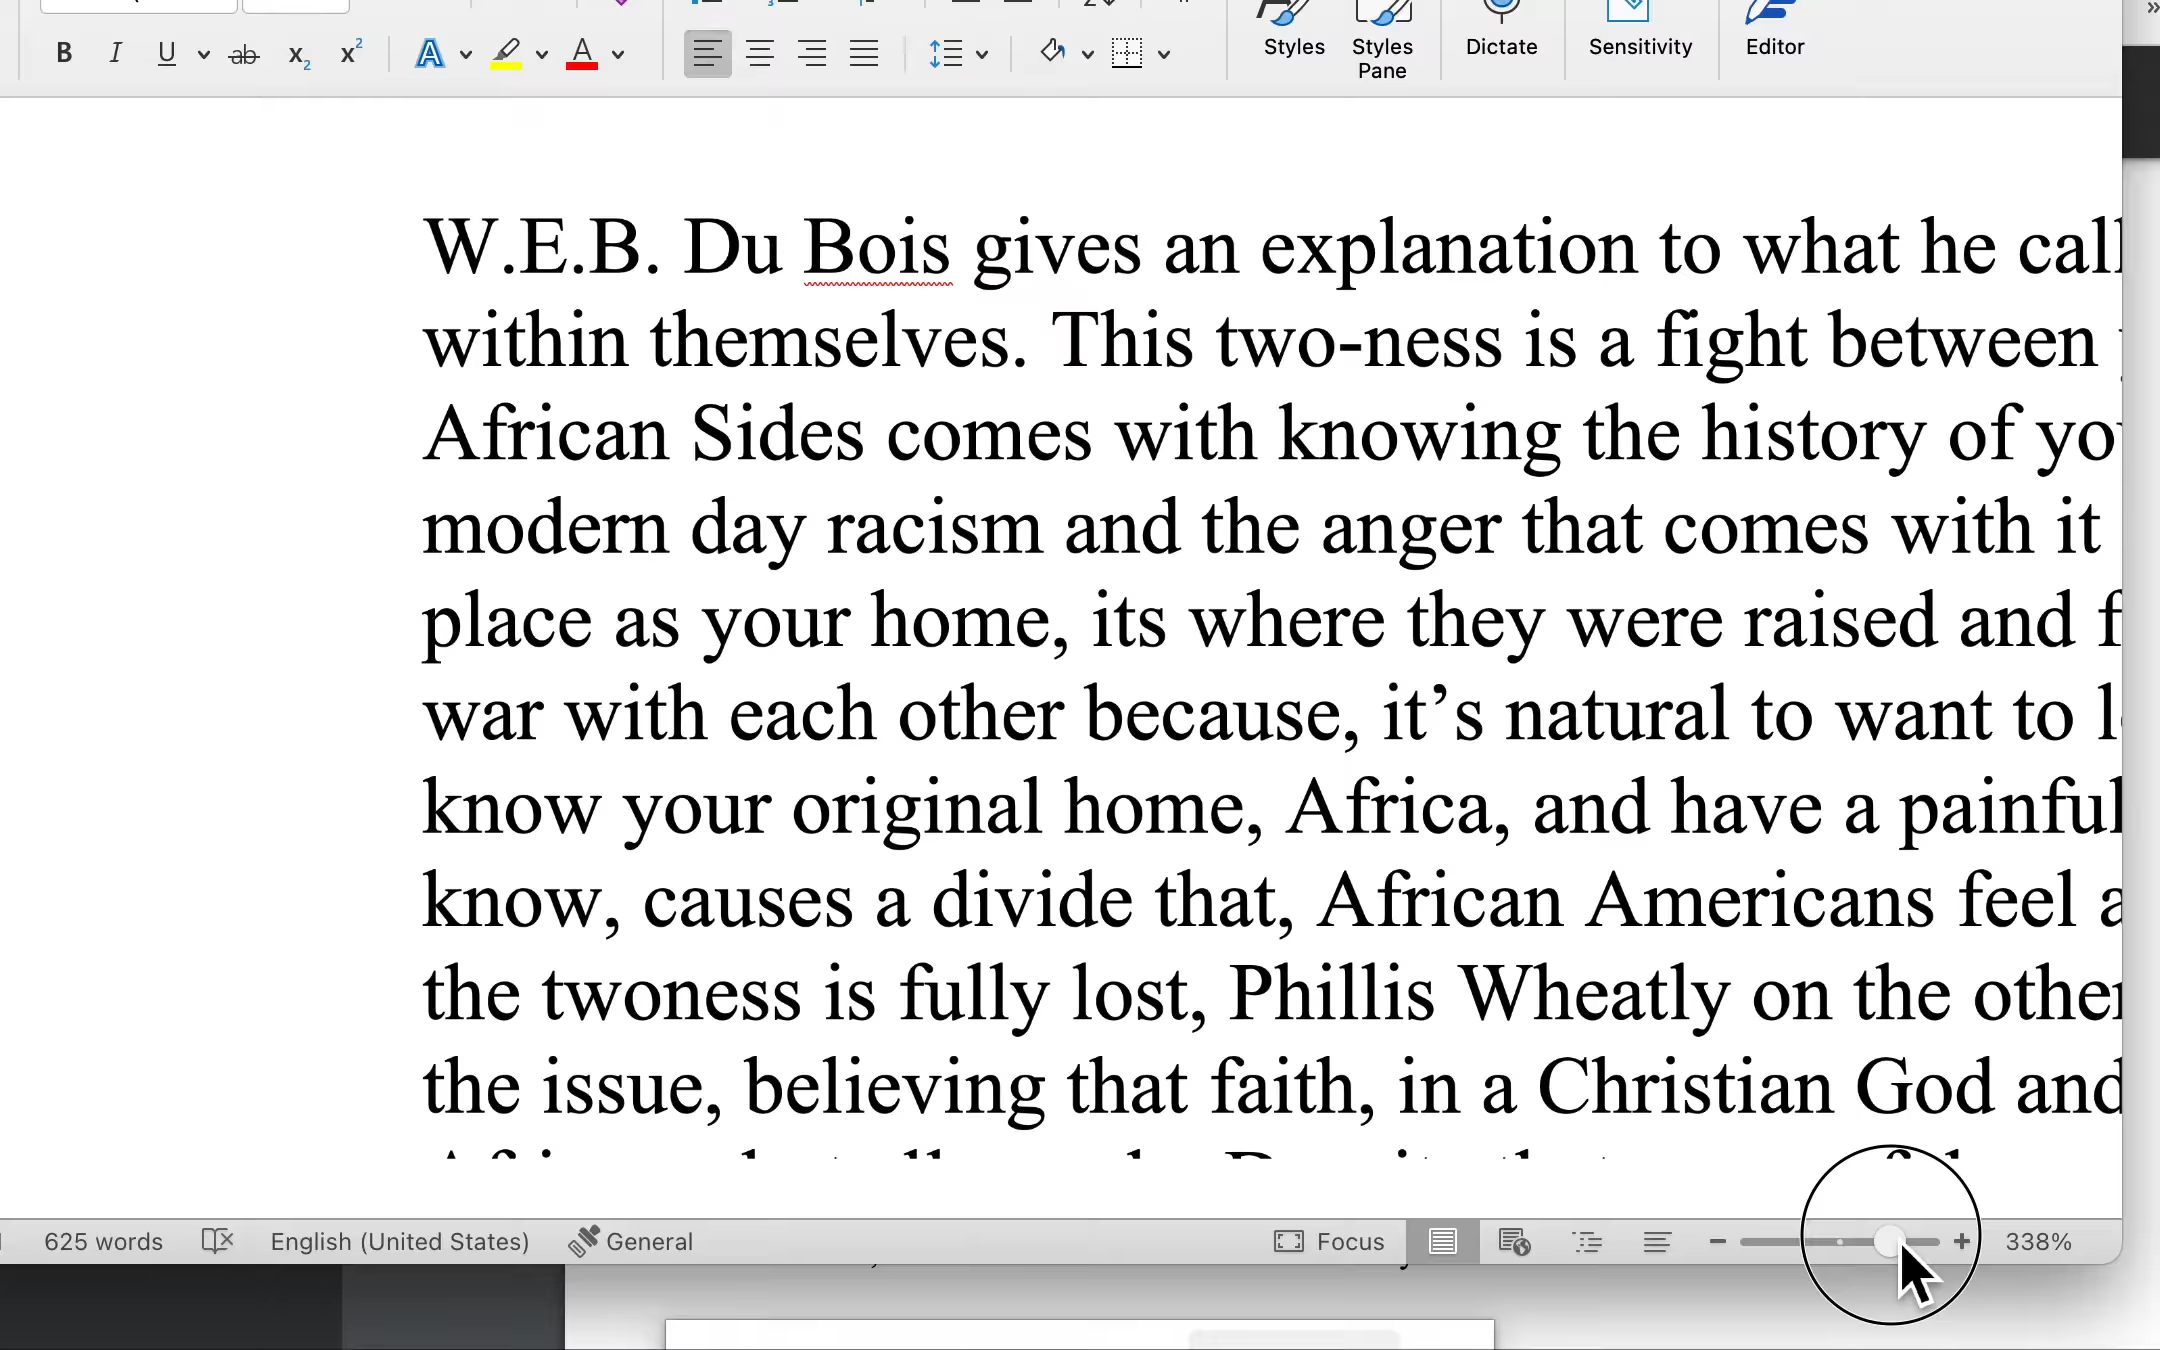 B I U ab x2 x2 A A
Styles Styles Pane Dictate Sensitivity Editor
W.E.B. Du Bois gives an explanation to what he call
within themselves. This two-ness is a fight between
African Sides comes with knowing the history of yo
modern day racism and the anger that comes with it
place as your home, its where they were raised and f
war with each other because, it’s natural to want to l
know your original home, Africa, and have a painful
know, causes a divide that, African Americans feel a
the twoness is fully lost, Phillis Wheatly on the other
the issue, believing that faith, in a Christian God and
625 words English (United States) General Focus 338%